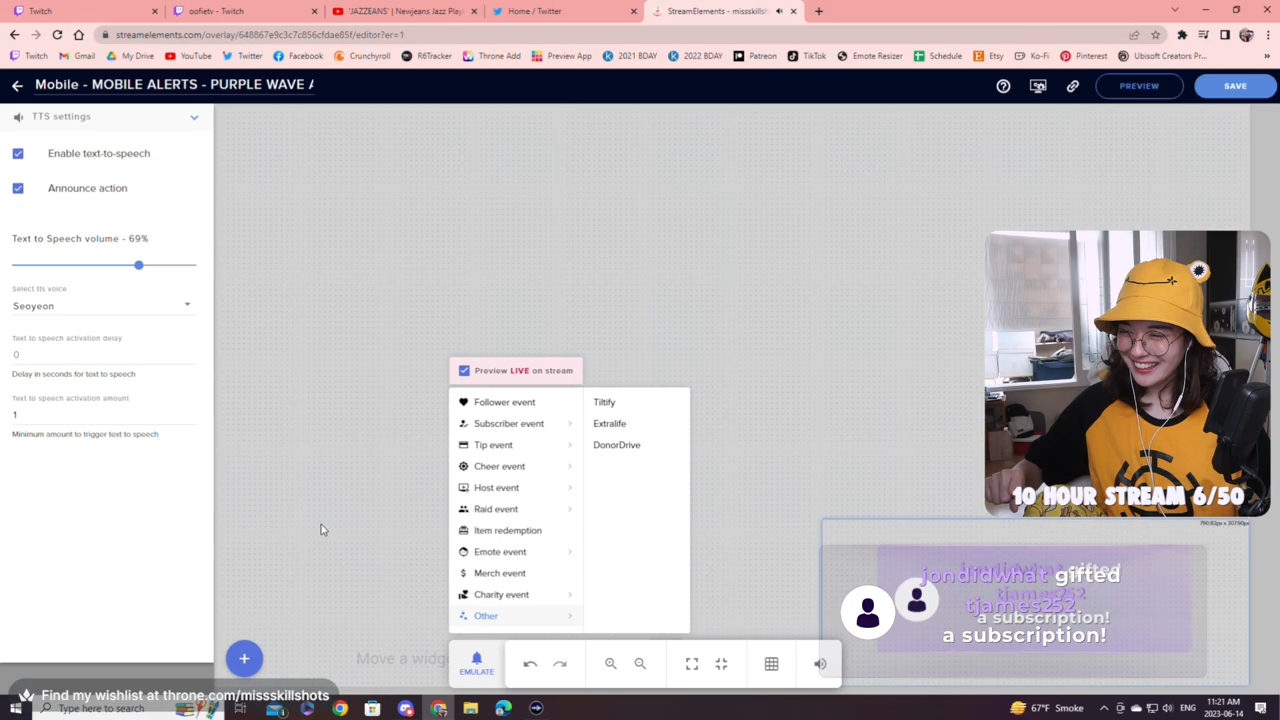 Twitch
oofietv - Twitch
'JAZZEANS' | Newjeans Jazz Play
Home / Twitter
StreamElements - missskillsh
streamelements.com/overlay/648867e9c3c7c856cfdae85f/editor?er=1
Twitch
Gmail
My Drive
YouTube
Twitter
Facebook
Crunchyroll
R6Tracker
Throne Add
Preview App
2021 BDAY
2022 BDAY
Patreon
TikTok
Emote Resizer
Schedule
Etsy
Ko-Fi
Pinterest
Ubisoft Creators Pr...
Mobile - MOBILE ALERTS - PURPLE WAVE A
PREVIEW
SAVE
TTS settings
Enable text-to-speech
Announce action
Text to Speech volume - 69%
Select tts voice
Seoyeon
Text to speech activation delay
0
Delay in seconds for text to speech
Text to speech activation amount
1
Minimum amount to trigger text to speech
Preview LIVE on stream
Follower event
Subscriber event
Tip event
Cheer event
Host event
Raid event
Item redemption
Emote event
Merch event
Charity event
Other
Tiltify
Extralife
DonorDrive
10 HOUR STREAM 6/50
jondidwhat gifted
tjames252
a subscription!
jondidwhat gifted
tjames252
a subscription!
Move a widge
EMULATE
Find my wishlist at throne.com/missskillshots
Type here to search
67°F Smoke
ENG
11:21 AM
2023-06-14